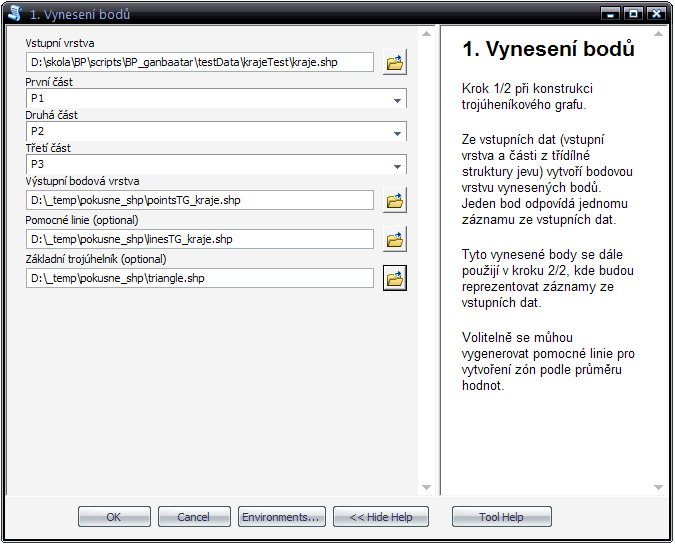 1. Vynesení bodů
Vstupní vrstva
D:\skola\BP\scripts\BP_ganbaatar\testData\krajeTest\kraje.shp
První část
P1
Druhá část
P2
Třetí část
P3
Výstupní bodová vrstva
D:\_temp\pokusne_shp\pointsTG_kraje.shp
Pomocné linie (optional)
D:\_temp\pokusne_shp\linesTG_kraje.shp
Základní trojúhelník (optional)
D:\_temp\pokusne_shp\triangle.shp
1. Vynesení bodů
Krok 1/2 při konstrukci
trojúheníkového grafu.
Ze vstupních dat (vstupní
vrstva a části z třídílné
struktury jevu) vytvoří bodovou
vrstvu vynesených bodů.
Jeden bod odpovídá jednomu
záznamu ze vstupních dat.
Tyto vynesené body se dále
použijí v kroku 2/2, kde budou
reprezentovat záznamy ze
vstupních dat.
Volitelně se můhou
vygenerovat pomocné linie pro
vytvoření zón podle průměru
hodnot.
OK
Cancel
Environments...
<< Hide Help
Tool Help